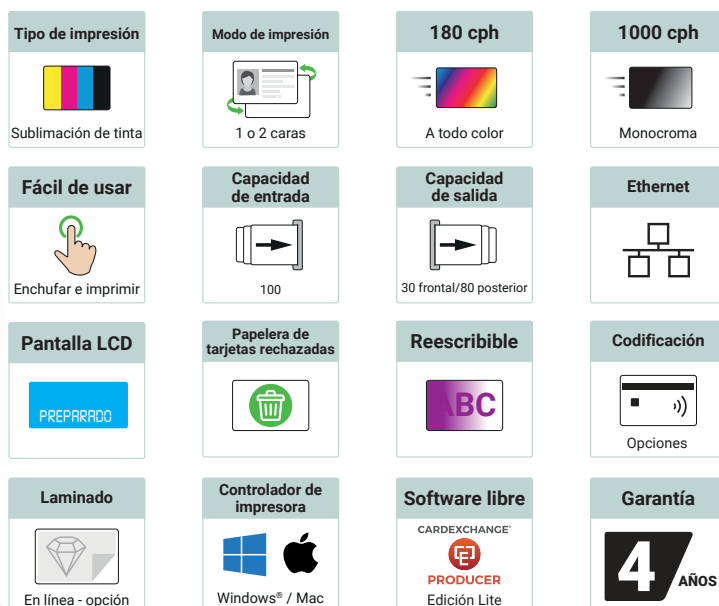 Tipo de impresión
Sublimación de tinta
Modo de impresión
1 o 2 caras
180 cph
A todo color
1000 cph
Monocroma
Fácil de usar
Enchufar e imprimir
Capacidad
de entrada
100
Capacidad
de salida
30 frontal/80 posterior
Ethernet
Pantalla LCD
PREPARADO
Papelera de
tarjetas rechazadas
Reescribible
ABC
Codificación
Opciones
Laminado
En línea - opción
Controlador de
impresora
Windows® / Mac
Software libre
CARDEXCHANGE®
CE
PRODUCER
Edición Lite
Garantía
4 AÑOS